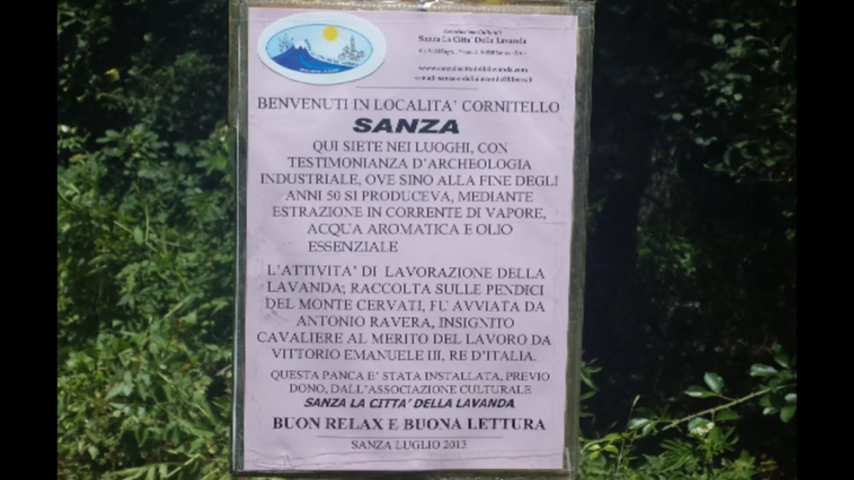 Associazione Culturale
Sanza La Citta' Della Lavanda
BENVENUTI IN LOCALITA' CORNITELLO
SANZA
QUI SIETE NEI LUOGHI, CON
TESTIMONIANZA D'ARCHEOLOGIA
INDUSTRIALE, OVE SINO ALLA FINE DEGLI
ANNI 50 SI PRODUCEVA, MEDIANTE
ESTRAZIONE IN CORRENTE DI VAPORE,
ACQUA AROMATICA E OLIO
ESSENZIALE
L'ATTIVITA' DI LAVORAZIONE DELLA
LAVANDA; RACCOLTA SULLE PENDICI
DEL MONTE CERVATI, FU' AVVIATA DA
ANTONIO RAVERA, INSIGNITO
CAVALIERE AL MERITO DEL LAVORO DA
VITTORIO EMANUELE III, RE D'ITALIA.
QUESTA PANCA E' STATA INSTALLATA, PREVIO
DONO, DALL'ASSOCIAZIONE CULTURALE
SANZA LA CITTA' DELLA LAVANDA
BUON RELAX E BUONA LETTURA
SANZA LUGLIO 2013